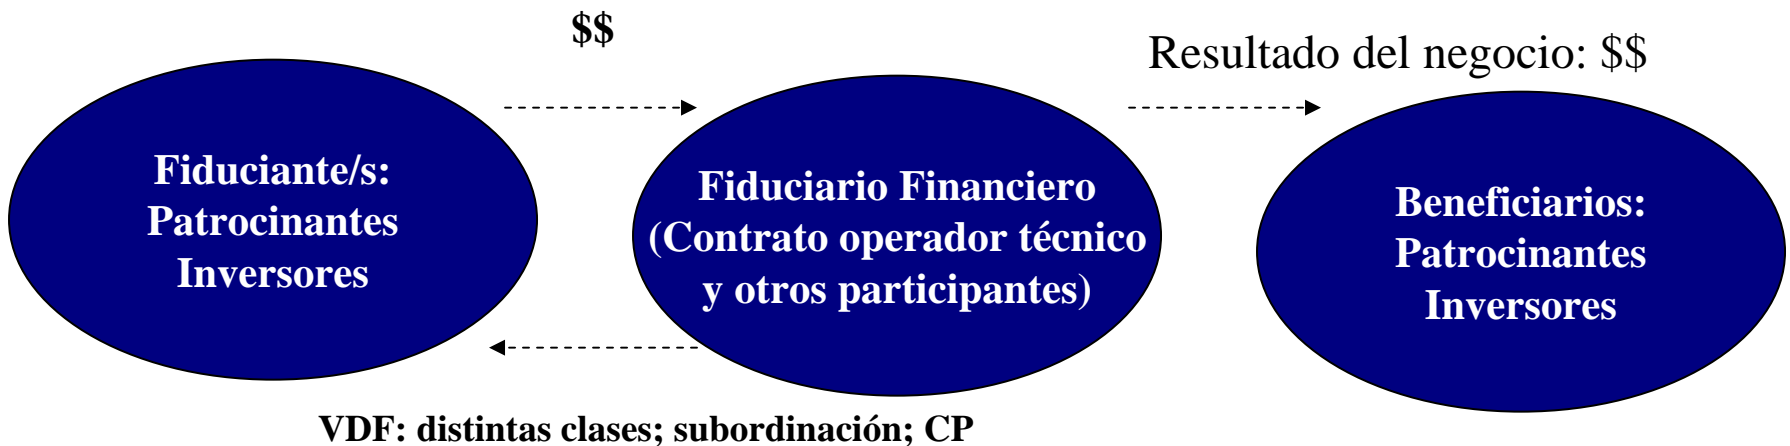 $$
Resultado del negocio: $$
Fiduciante/s:
Patrocinantes
Inversores
Fiduciario Financiero
(Contrato operador técnico
y otros participantes)
Beneficiarios:
Patrocinantes
Inversores
VDF: distintas clases; subordinación; CP